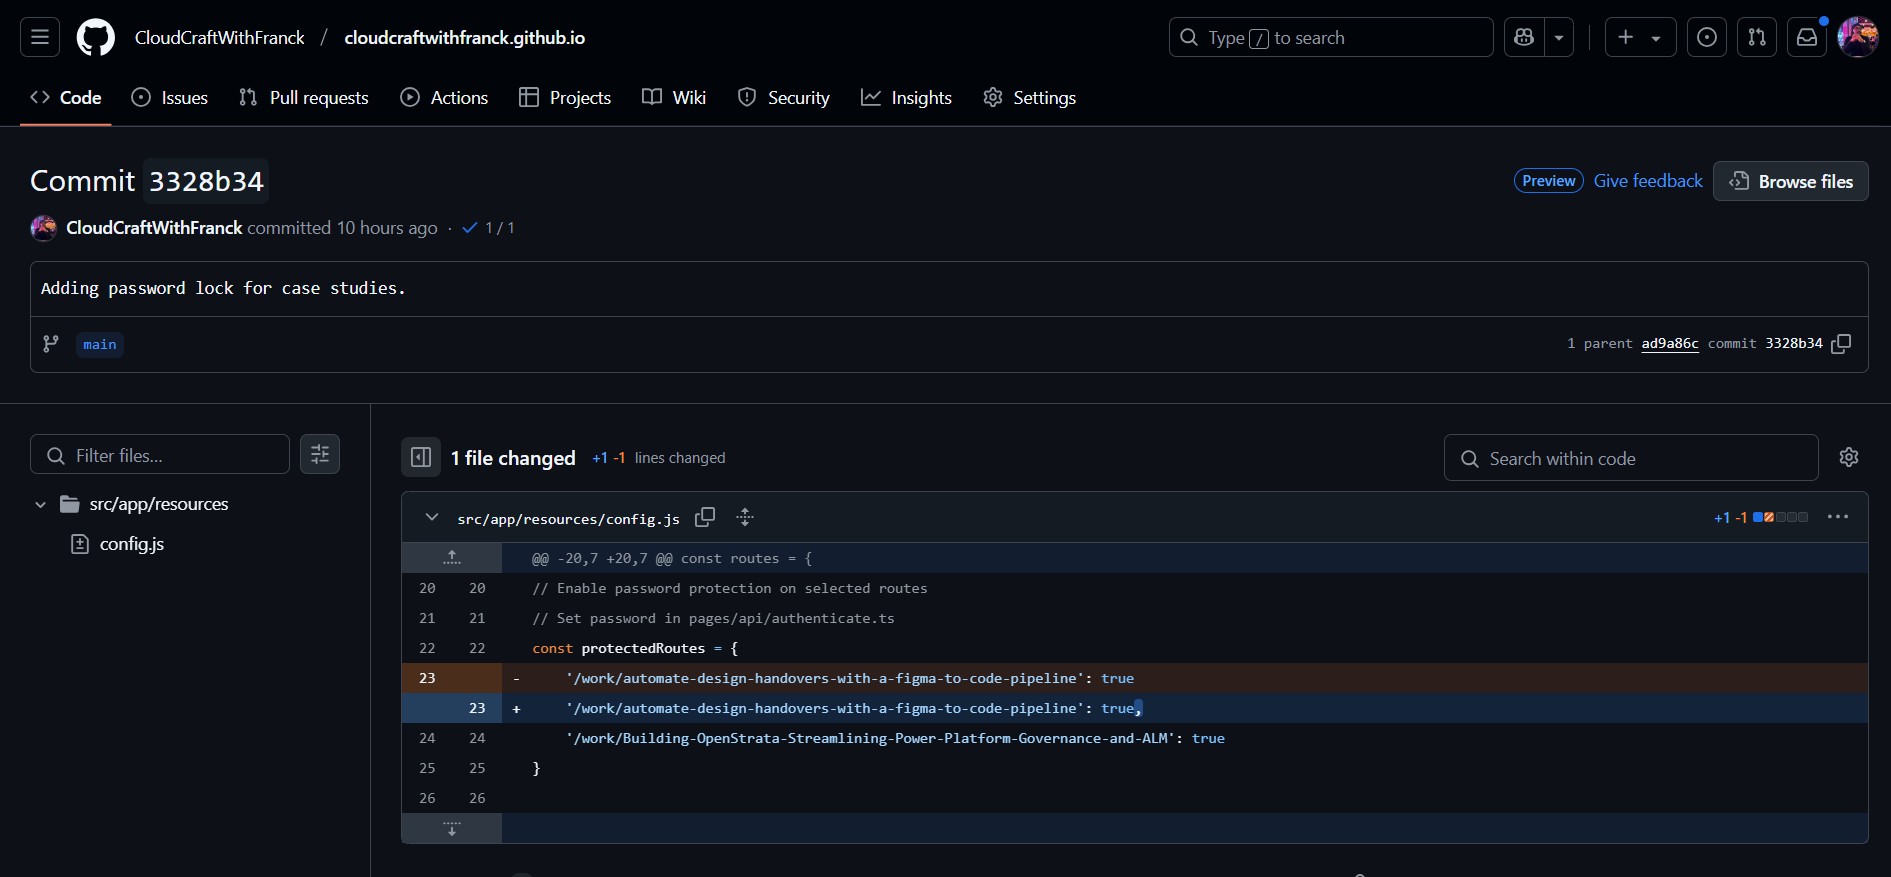 CloudCraftWithFranck / cloudcraftwithfranck.github.io
Type / to search
Code Issues Pull requests Actions Projects Wiki Security Insights Settings
Commit 3328b34
Preview Give feedback Browse files
CloudCraftWithFranck committed 10 hours ago · 1 / 1
Adding password lock for case studies.
main
1 parent ad9a86c commit 3328b34
Filter files...
src/app/resources
config.js
1 file changed +1 -1 lines changed
Search within code
src/app/resources/config.js
+1 -1
@@ -20,7 +20,7 @@ const routes = {
20 20 // Enable password protection on selected routes
21 21 // Set password in pages/api/authenticate.ts
22 22 const protectedRoutes = {
23 - '/work/automate-design-handovers-with-a-figma-to-code-pipeline': true
23 + '/work/automate-design-handovers-with-a-figma-to-code-pipeline': true,
24 24 '/work/Building-OpenStrata-Streamlining-Power-Platform-Governance-and-ALM': true
25 25 }
26 26